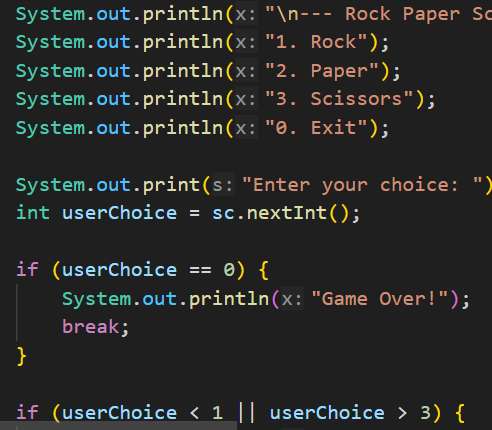 System.out.println(x: "\n--- Rock Paper Sc
System.out.println(x: "1. Rock");
System.out.println(x: "2. Paper");
System.out.println(x: "3. Scissors");
System.out.println(x: "0. Exit");
System.out.print(s: "Enter your choice: ")
int userChoice = sc.nextInt();
if (userChoice == 0) {
System.out.println(x: "Game Over!");
break;
}
if (userChoice < 1 || userChoice > 3) {